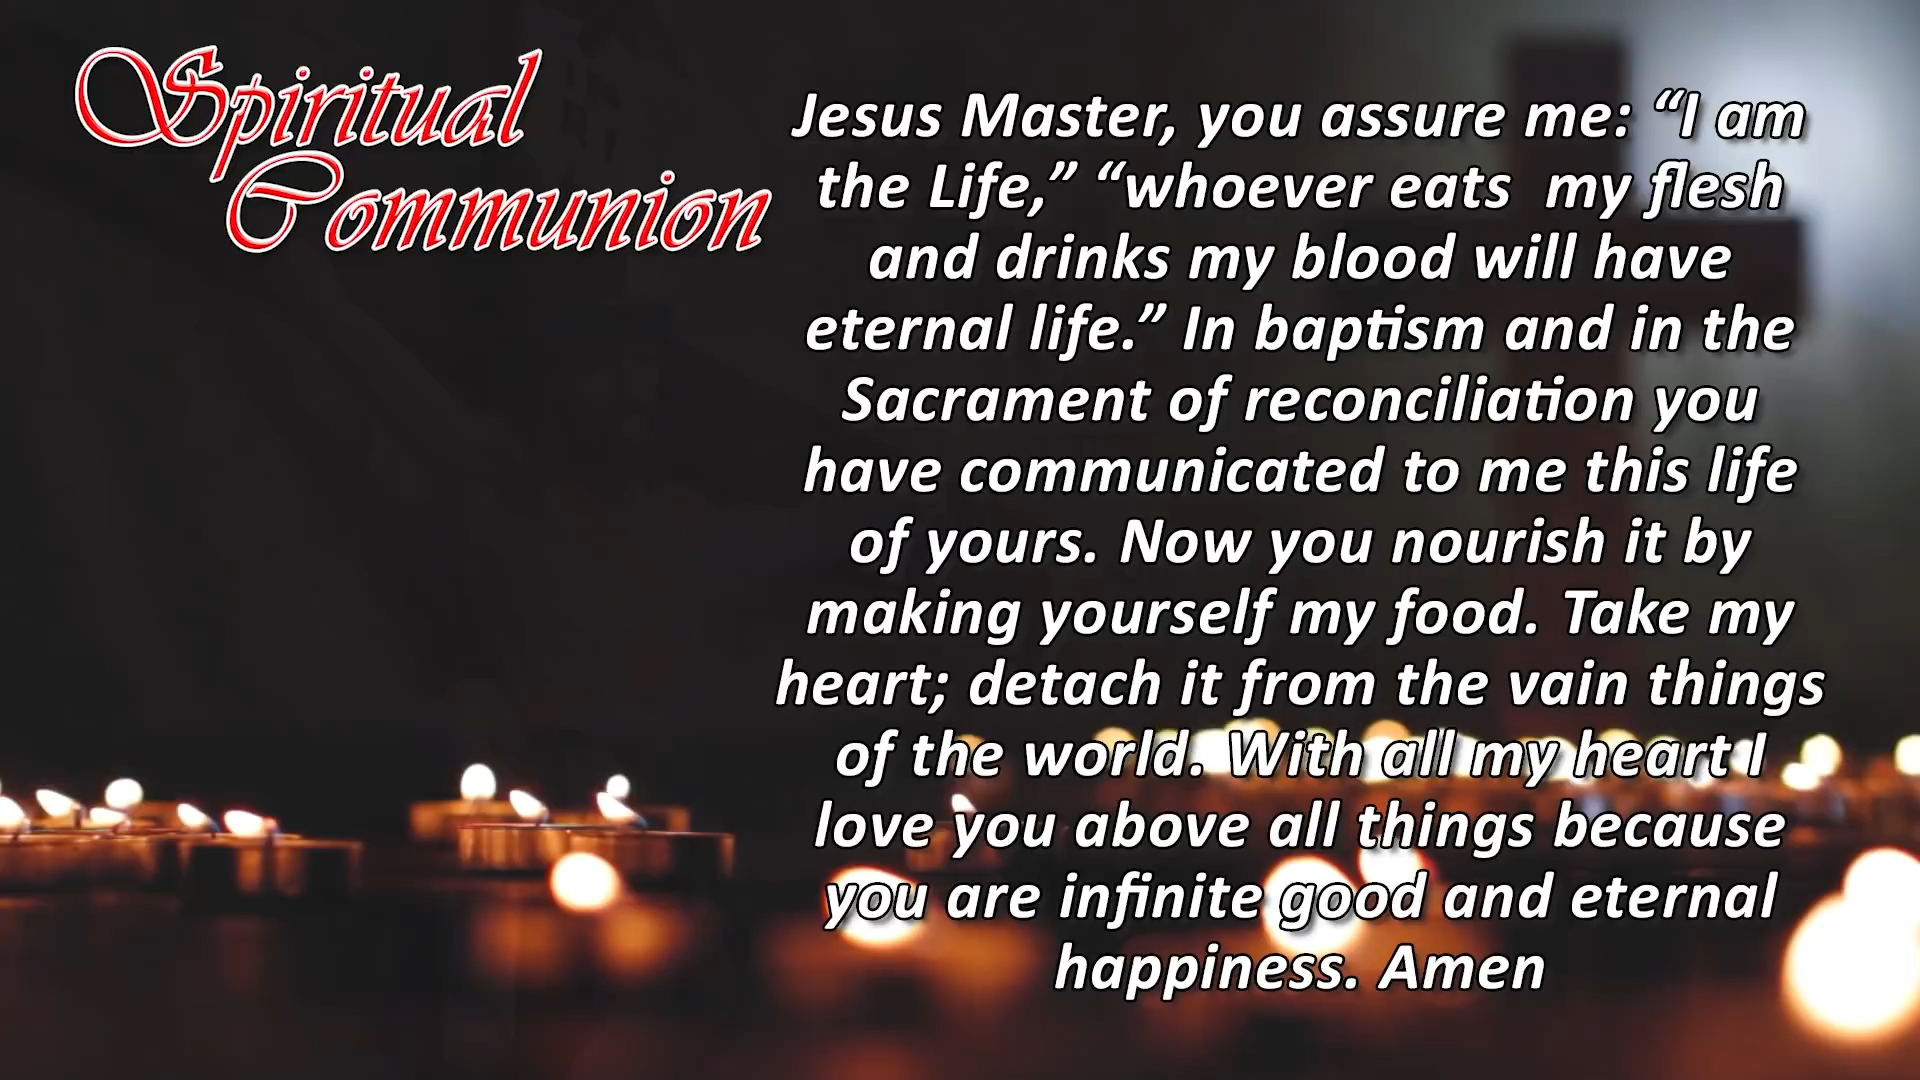 Spiritual
Communion
Jesus Master, you assure me: “I am
the Life,” “whoever eats  my flesh
and drinks my blood will have
eternal life.” In baptism and in the
Sacrament of reconciliation you
have communicated to me this life
of yours. Now you nourish it by
making yourself my food. Take my
heart; detach it from the vain things
of the world. With all my heart I
love you above all things because
you are infinite good and eternal
happiness. Amen